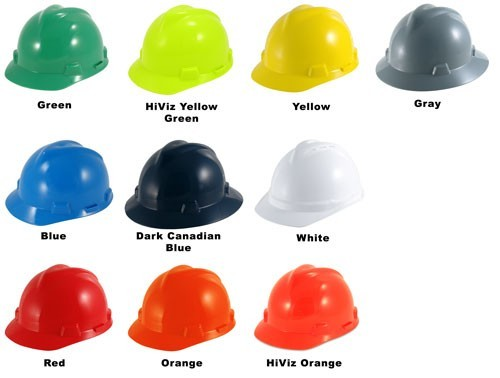 Green
HiViz Yellow
Green
Yellow
Gray
Blue
Dark Canadian
Blue
White
Red
Orange
HiViz Orange